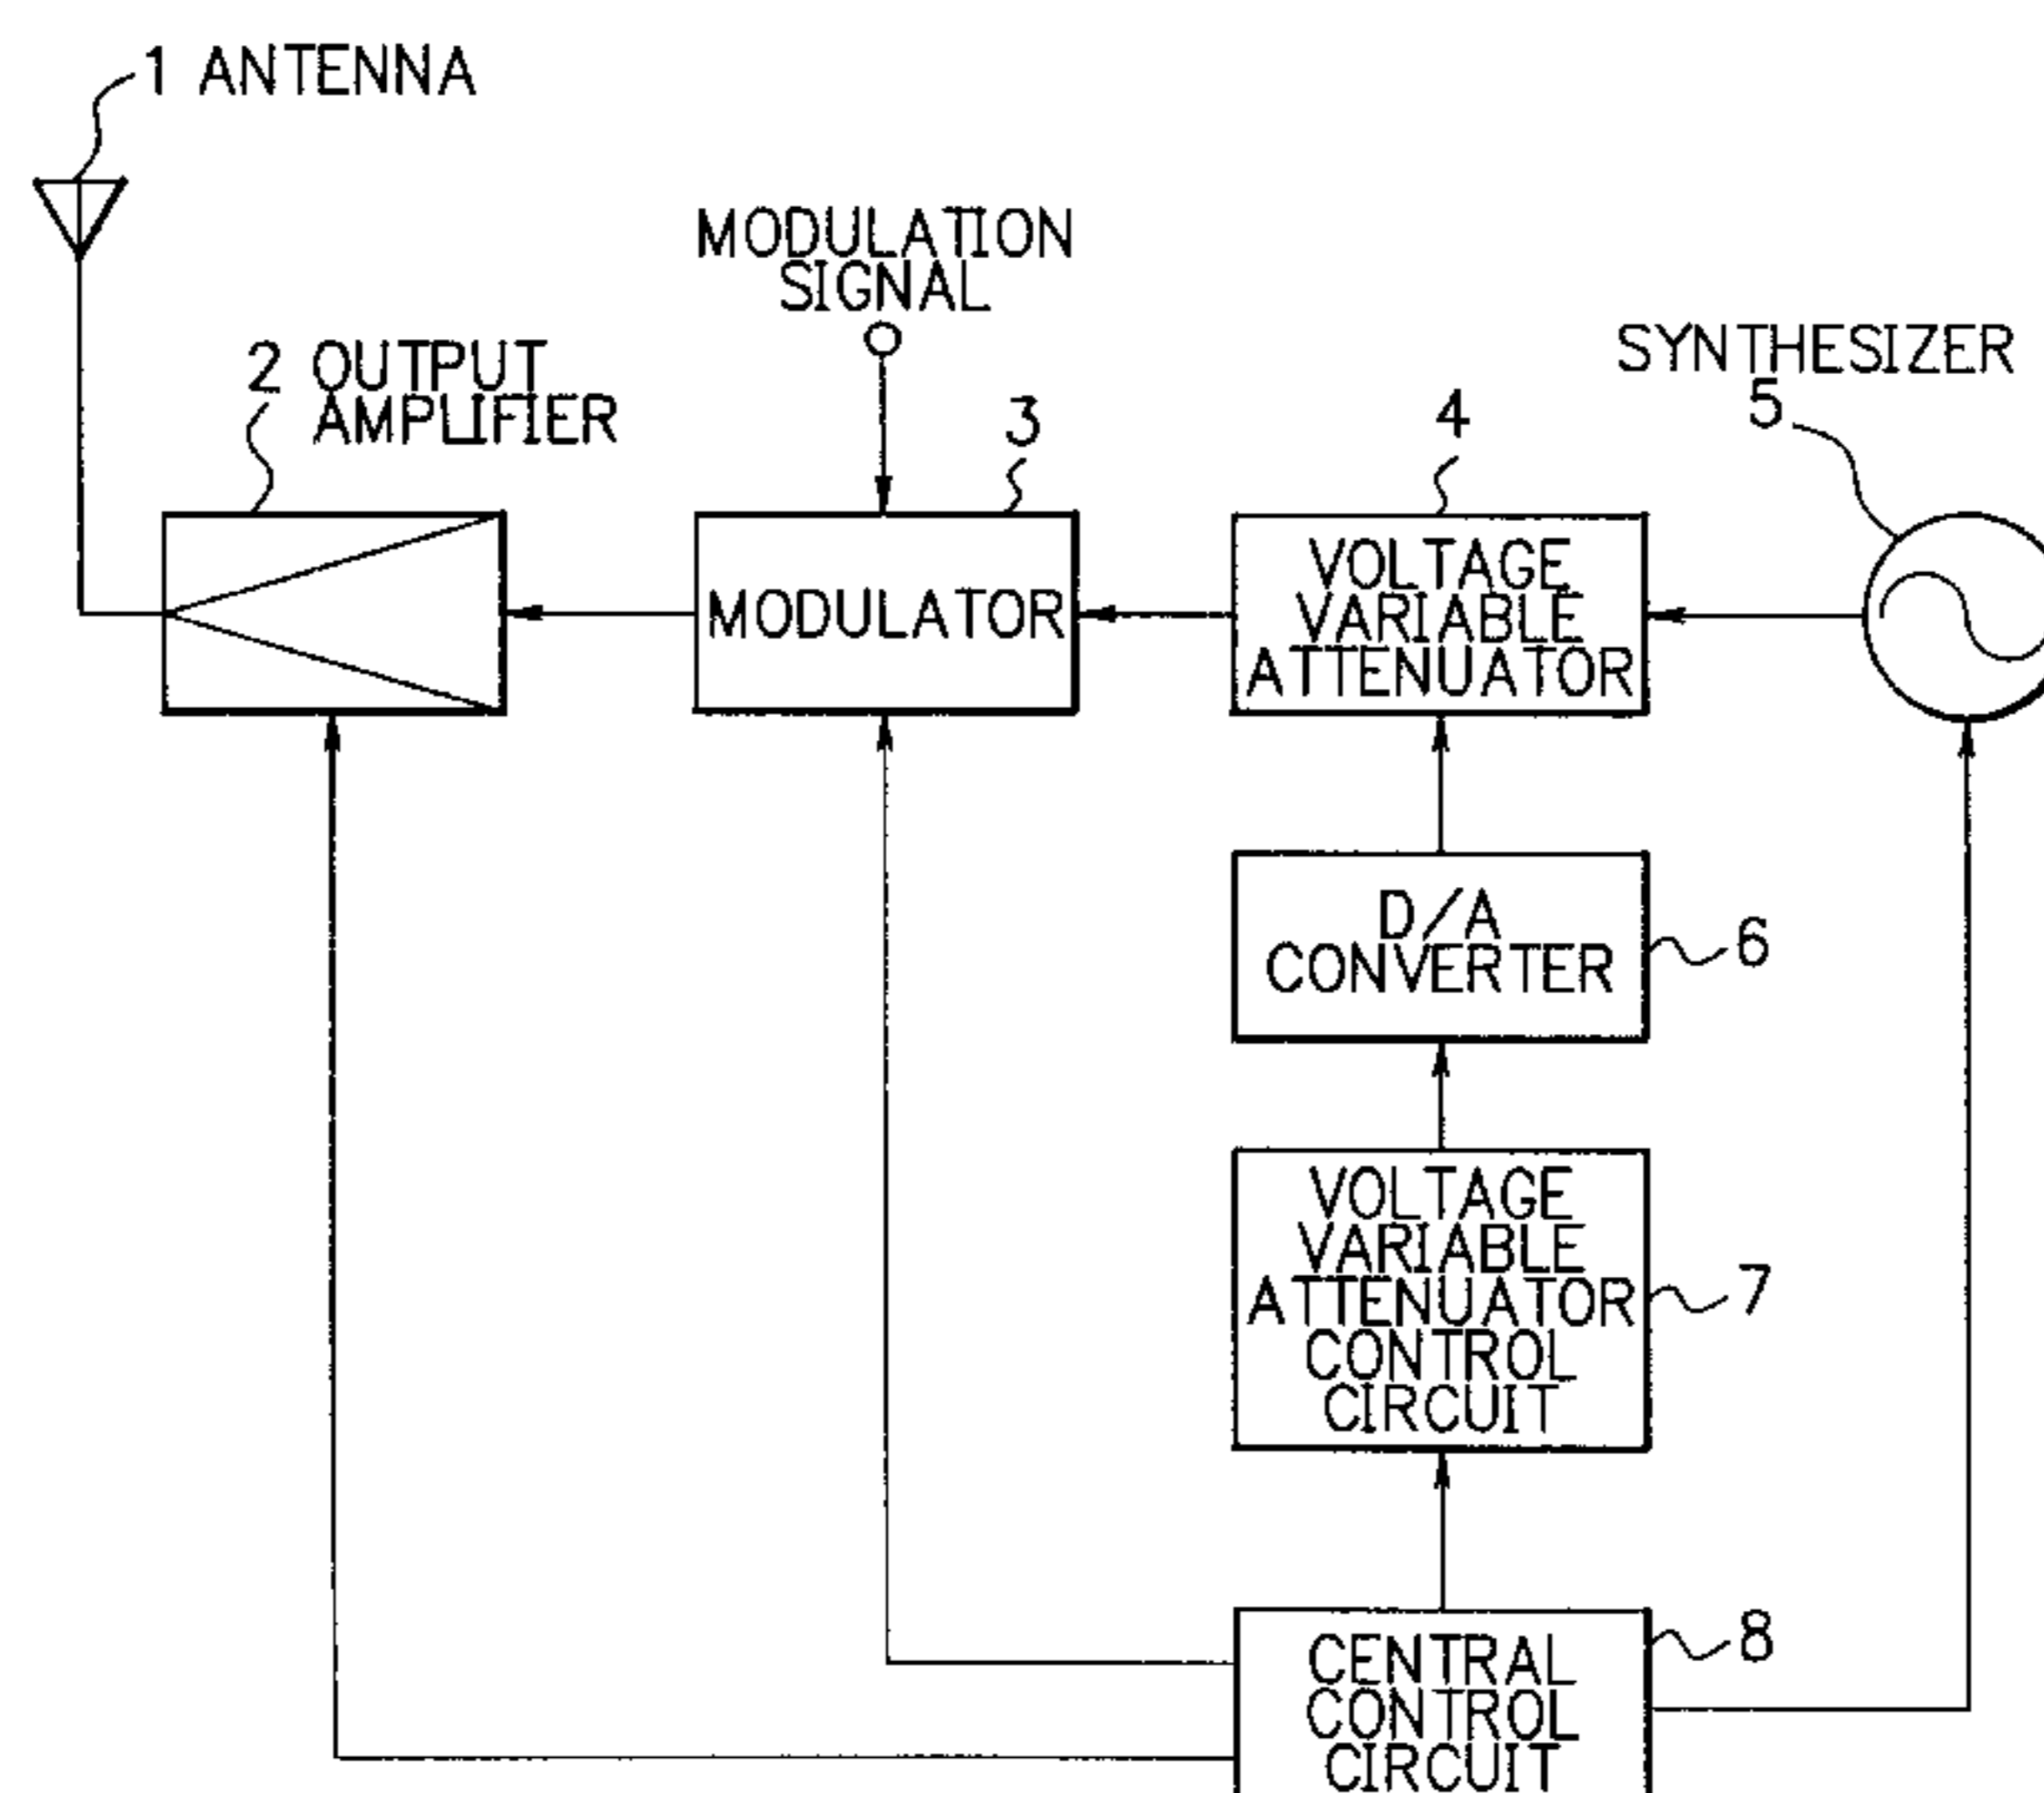 1 ANTENNA
MODULATION
SIGNAL
2 OUTPUT
AMPLIFIER
SYNTHESIZER
5
3
4
MODULATOR
VOLTAGE
VARIABLE
ATTENUATOR
D/A
CONVERTER
6
VOLTAGE
VARIABLE
ATTENUATOR
CONTROL
CIRCUIT
7
CENTRAL
CONTROL
CIRCUIT
8